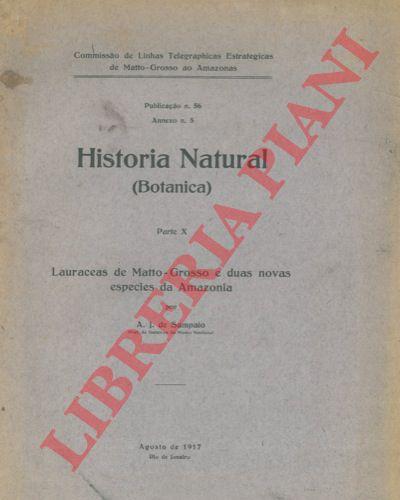 Commissão de Linhas Telegraphicas Estrategicas
de Matto-Grosso ao Amazonas
Publicação n. 56
Annexo n. 5
Historia Natural
(Botanica)
Parte X
Lauraceas de Matto-Grosso e duas novas
especies da Amazonia
por
A. J. de Sampaio
Agosto de 1917
Rio de Janeiro
LIBRERIA PIANI